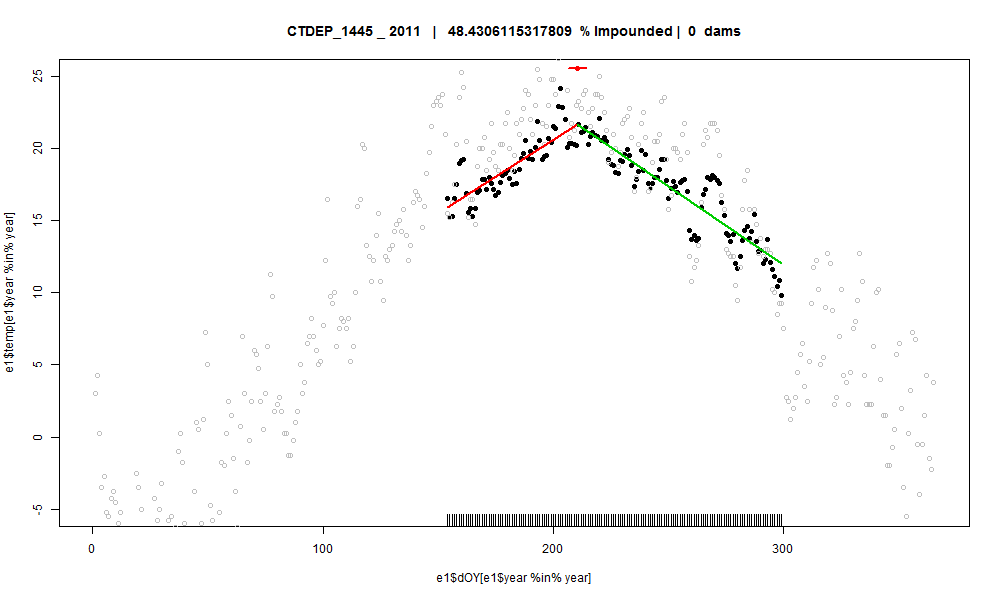 CTDEP_1445 _ 2011 | 48.4306115317809 % Impounded | 0 dams
e1$temp[e1$year %in% year]
25
20
15
10
5
0
-5
0 100 200 300
e1$dOY[e1$year %in% year]